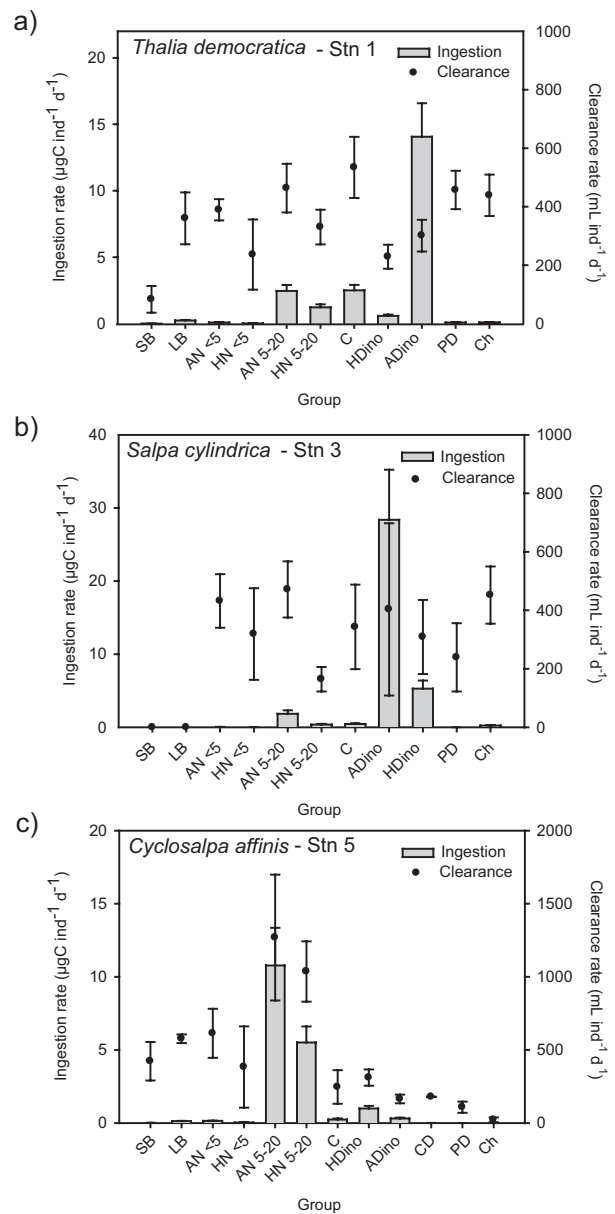 a)
Thalia democratica - Stn 1
Ingestion
Clearance
Ingestion rate (µgC ind⁻¹ d⁻¹)
20
15
10
5
0
Clearance rate (mL ind⁻¹ d⁻¹)
1000
800
600
400
200
0
SB LB AN <5 HN <5 AN 5-20 HN 5-20 C HDino ADino PD Ch
Group
b)
Salpa cylindrica - Stn 3
Ingestion
Clearance
Ingestion rate (µgC ind⁻¹ d⁻¹)
40
30
20
10
0
Clearance rate (mL ind⁻¹ d⁻¹)
1000
800
600
400
200
0
SB LB AN <5 HN <5 AN 5-20 HN 5-20 C ADino HDino PD Ch
Group
c)
Cyclosalpa affinis - Stn 5
Ingestion
Clearance
Ingestion rate (µgC ind⁻¹ d⁻¹)
20
15
10
5
0
Clearance rate (mL ind⁻¹ d⁻¹)
2000
1500
1000
500
0
SB LB AN <5 HN <5 AN 5-20 HN 5-20 C HDino ADino CD PD Ch
Group